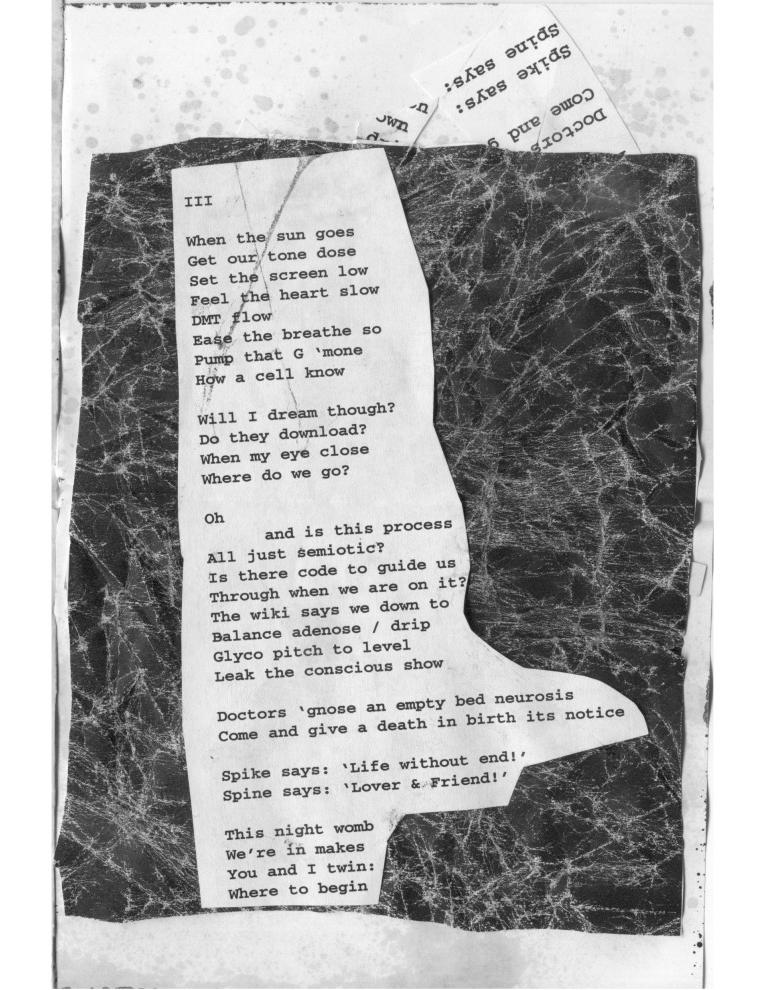 Spine says:
Spike says:
Come and g
Doctors
own
III
When the sun goes
Get our tone dose
Set the screen low
Feel the heart slow
DMT flow
Ease the breathe so
Pump that G ‘mone
How a cell know
Will I dream though?
Do they download?
When my eye close
Where do we go?
Oh
and is this process
All just semiotic?
Is there code to guide us
Through when we are on it?
The wiki says we down to
Balance adenose / drip
Glyco pitch to level
Leak the conscious show
Doctors ‘gnose an empty bed neurosis
Come and give a death in birth its notice
Spike says: ‘Life without end!’
Spine says: ‘Lover & Friend!’
This night womb
We’re in makes
You and I twin:
Where to begin